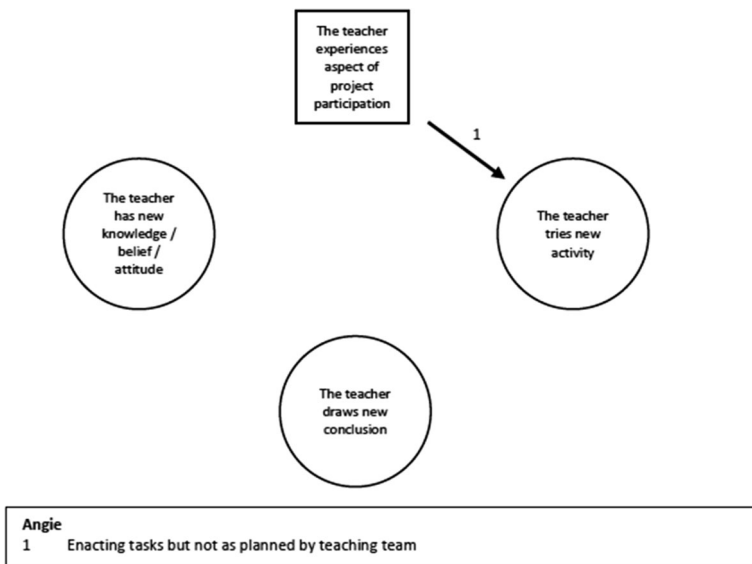 The teacher
experiences
aspect of
project
participation
1
The teacher
has new
knowledge /
belief /
attitude
The teacher
tries new
activity
The teacher
draws new
conclusion
Angie
1 Enacting tasks but not as planned by teaching team